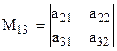 M₁₃ = | a₂₁ a₂₂ |
| a₃₁ a₃₂ |